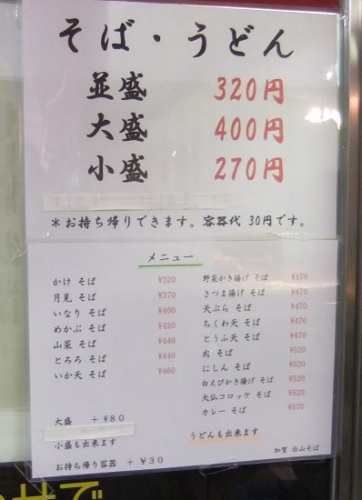 そば・うどん
並盛 320円
大盛 400円
小盛 270円
*お持ち帰りできます。容器代 30円です。
メニュー
かけ そば ¥320
月見 そば ¥370
いなり そば ¥400
めかぶ そば ¥420
山菜 そば ¥440
とろろ そば ¥440
いか天 そば ¥460
大盛 +¥80
小盛も出来ます
お持ち帰り容器 +¥30
野菜かき揚げ そば ¥470
さつま揚げ そば ¥470
天ぷら そば ¥470
ちくわ天 そば ¥470
とうふ天 そば ¥470
肉 そば ¥520
にしん そば ¥520
白えびかき揚げ そば ¥520
大仏コロッケ そば ¥520
カレー そば ¥570
うどんも出来ます
加賀 白山そば
かせで